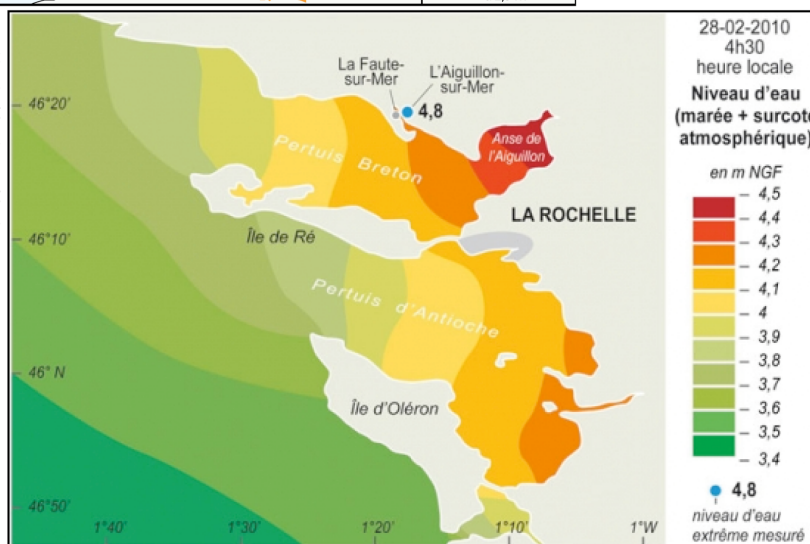 28-02-2010
4h30
heure locale
Niveau d'eau
(marée + surcote
atmosphérique)
en m NGF
4,5
4,4
4,3
4,2
4,1
4
3,9
3,8
3,7
3,6
3,5
3,4
4,8
niveau d'eau
extrême mesuré
La Faute-
sur-Mer
L'Aiguillon-
sur-Mer
4,8
Anse de
l'Aiguillon
Pertuis Breton
LA ROCHELLE
Île de Ré
Pertuis d'Antioche
Île d'Oléron
46°20'
46°10'
46° N
46°50'
1°40'
1°30'
1°20'
1°10'
1°W